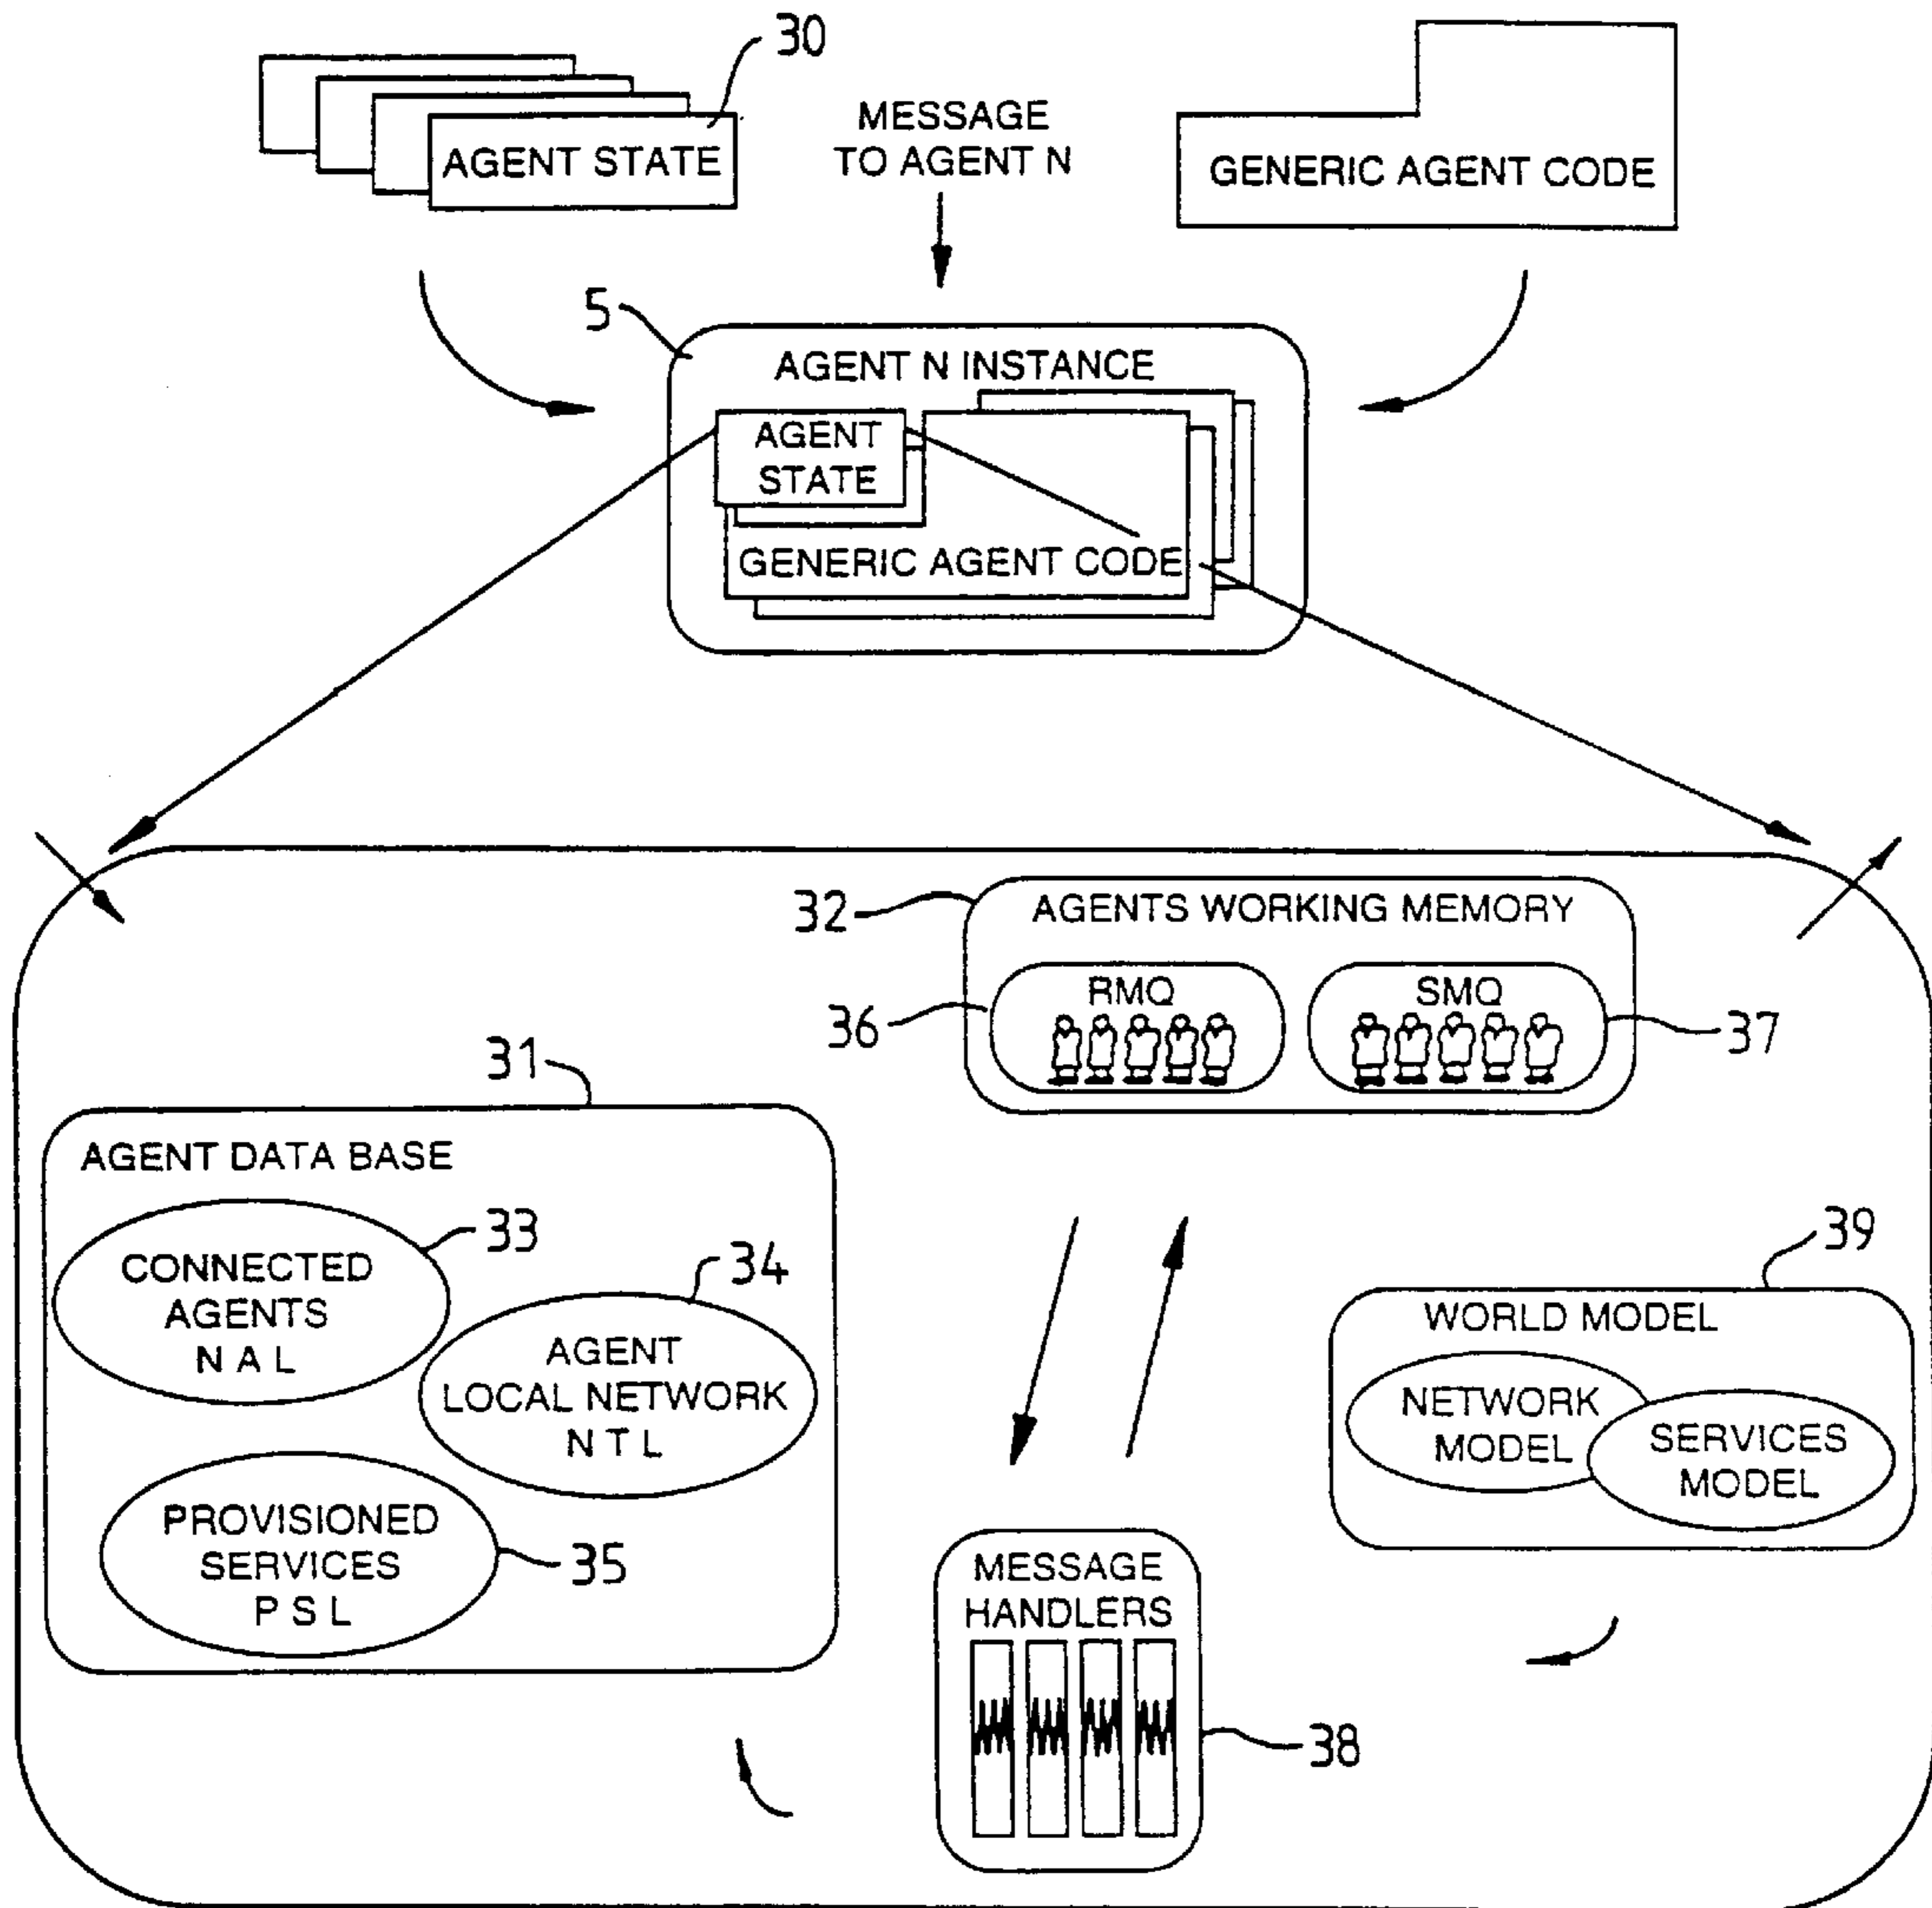 30
AGENT STATE
MESSAGE
TO AGENT N
GENERIC AGENT CODE
5
AGENT N INSTANCE
AGENT
STATE
GENERIC AGENT CODE
32
AGENTS WORKING MEMORY
RMQ
SMQ
36
37
31
AGENT DATA BASE
33
CONNECTED
AGENTS
N A L
34
AGENT
LOCAL NETWORK
N T L
39
WORLD MODEL
NETWORK
MODEL
SERVICES
MODEL
PROVISIONED
SERVICES
P S L
35
MESSAGE
HANDLERS
38